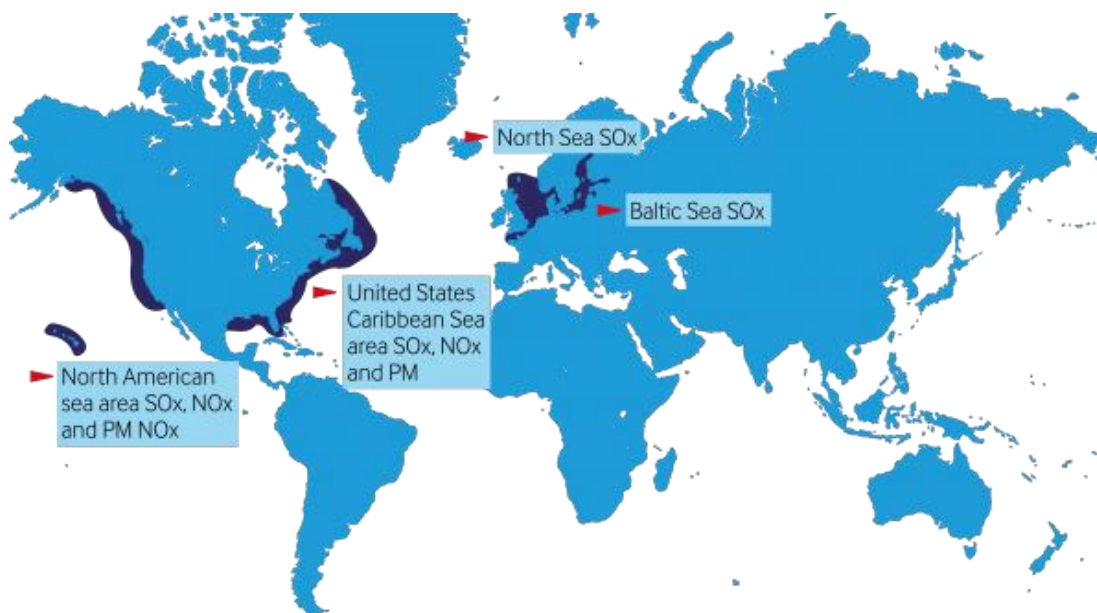 North Sea SOx
Baltic Sea SOx
United States
Caribbean Sea
area SOx, NOx
and PM
North American
sea area SOx, NOx
and PM NOx